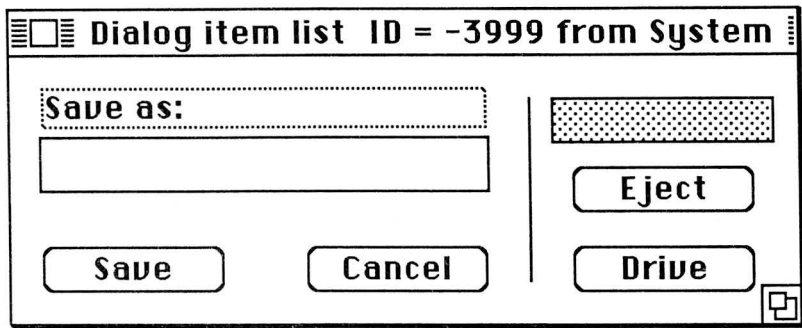 Dialog item list ID = -3999 from System
Save as:
Eject
Save
Cancel
Drive